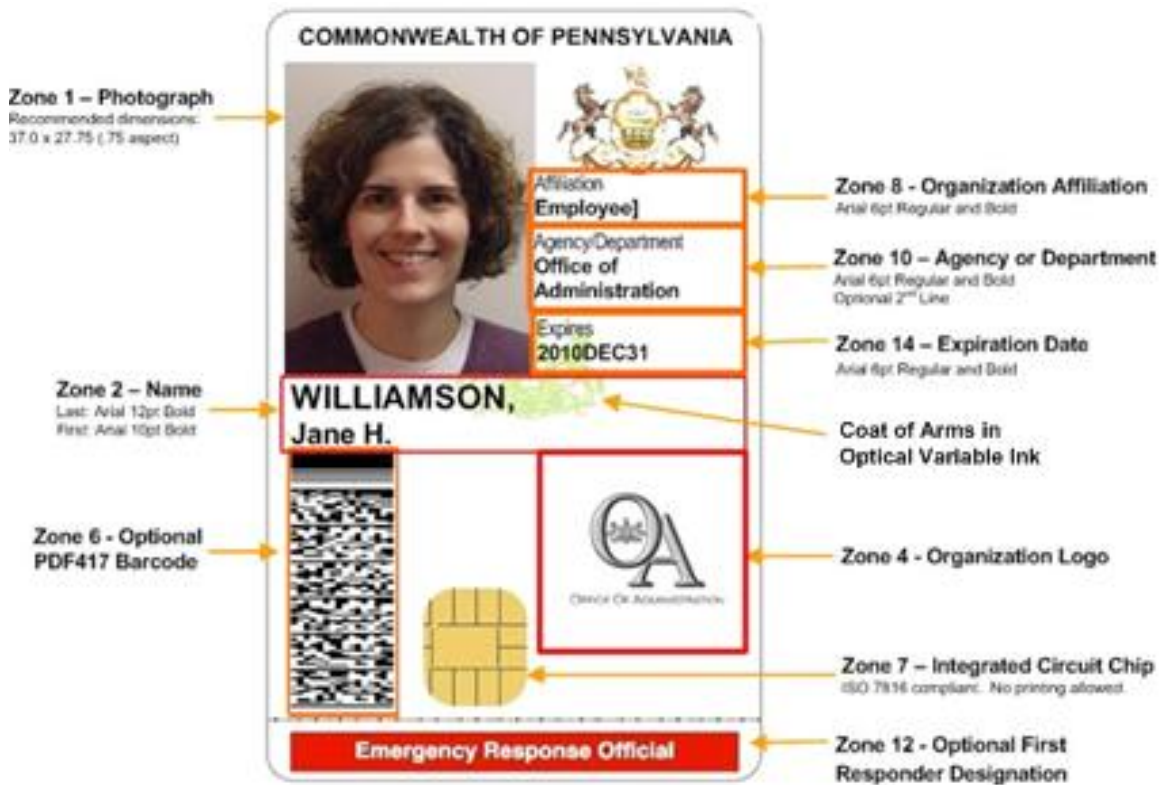 COMMONWEALTH OF PENNSYLVANIA
Zone 1 – Photograph
Recommended dimensions:
37.0 x 27.75 (.75 aspect)
Affiliation
Employee]
Zone 8 - Organization Affiliation
Arial 6pt Regular and Bold
Agency/Department
Office of
Administration
Zone 10 – Agency or Department
Arial 6pt Regular and Bold
Optional 2nd Line
Expires
2010DEC31
Zone 14 – Expiration Date
Arial 6pt Regular and Bold
Zone 2 – Name
Last: Arial 12pt Bold
First: Arial 10pt Bold
WILLIAMSON,
Jane H.
Coat of Arms in
Optical Variable Ink
Zone 6 - Optional
PDF417 Barcode
OA
OFFICE OF ADMINISTRATION
Zone 4 - Organization Logo
Zone 7 – Integrated Circuit Chip
ISO 7816 compliant. No printing allowed
Emergency Response Official
Zone 12 - Optional First
Responder Designation